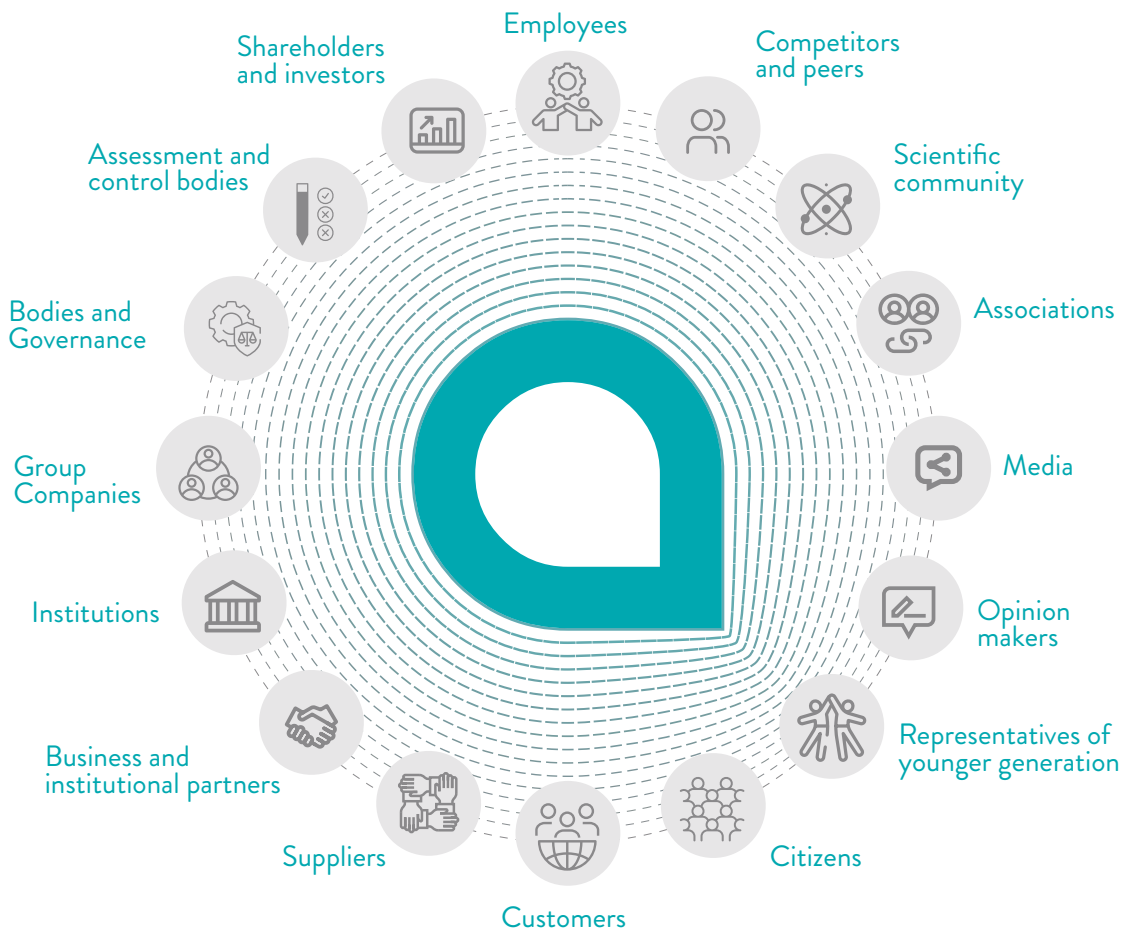 Employees
Competitors
and peers
Scientific
community
Associations
Media
Opinion
makers
Representatives of
younger generation
Citizens
Customers
Suppliers
Business and
institutional partners
Institutions
Group
Companies
Bodies and
Governance
Assessment and
control bodies
Shareholders
and investors